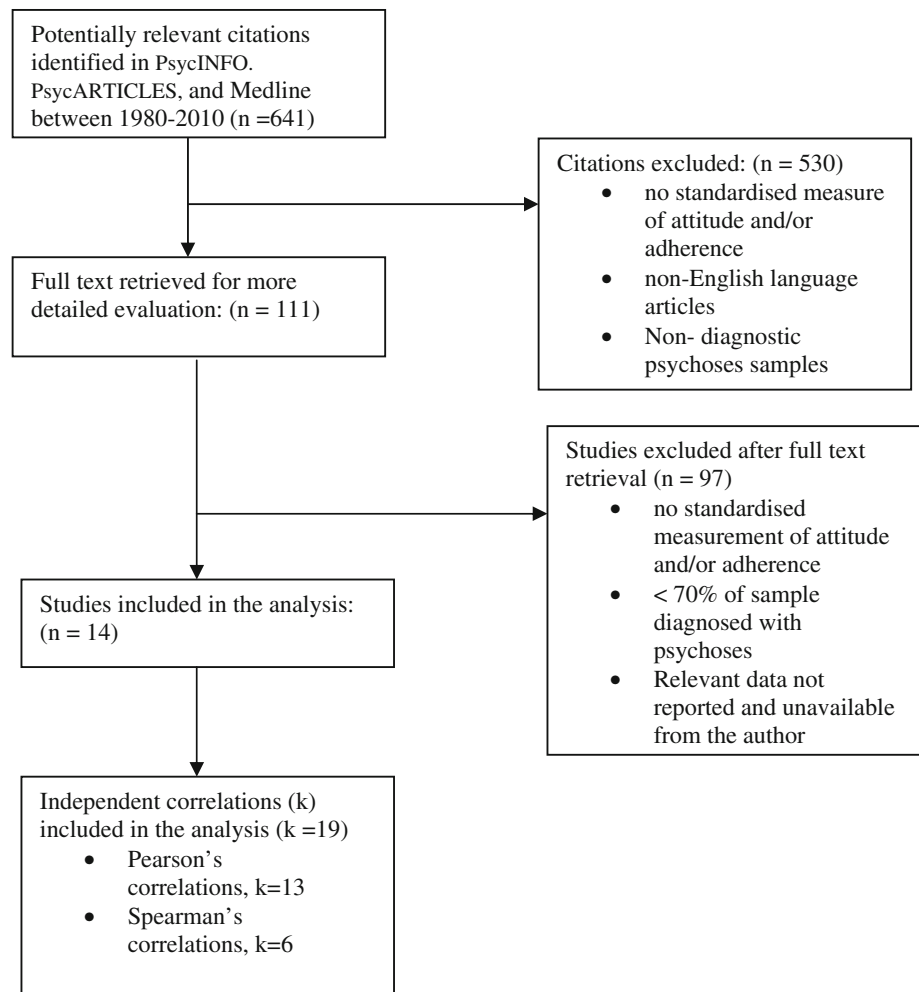 Potentially relevant citations
identified in PsycINFO.
PsycARTICLES, and Medline
between 1980-2010 (n =641)
Citations excluded: (n = 530)
• no standardised measure
of attitude and/or
adherence
• non-English language
articles
• Non- diagnostic
psychoses samples
Full text retrieved for more
detailed evaluation: (n = 111)
Studies excluded after full text
retrieval (n = 97)
• no standardised
measurement of attitude
and/or adherence
• < 70% of sample
diagnosed with
psychoses
• Relevant data not
reported and unavailable
from the author
Studies included in the analysis:
(n = 14)
Independent correlations (k)
included in the analysis (k =19)
• Pearson’s
correlations, k=13
• Spearman’s
correlations, k=6